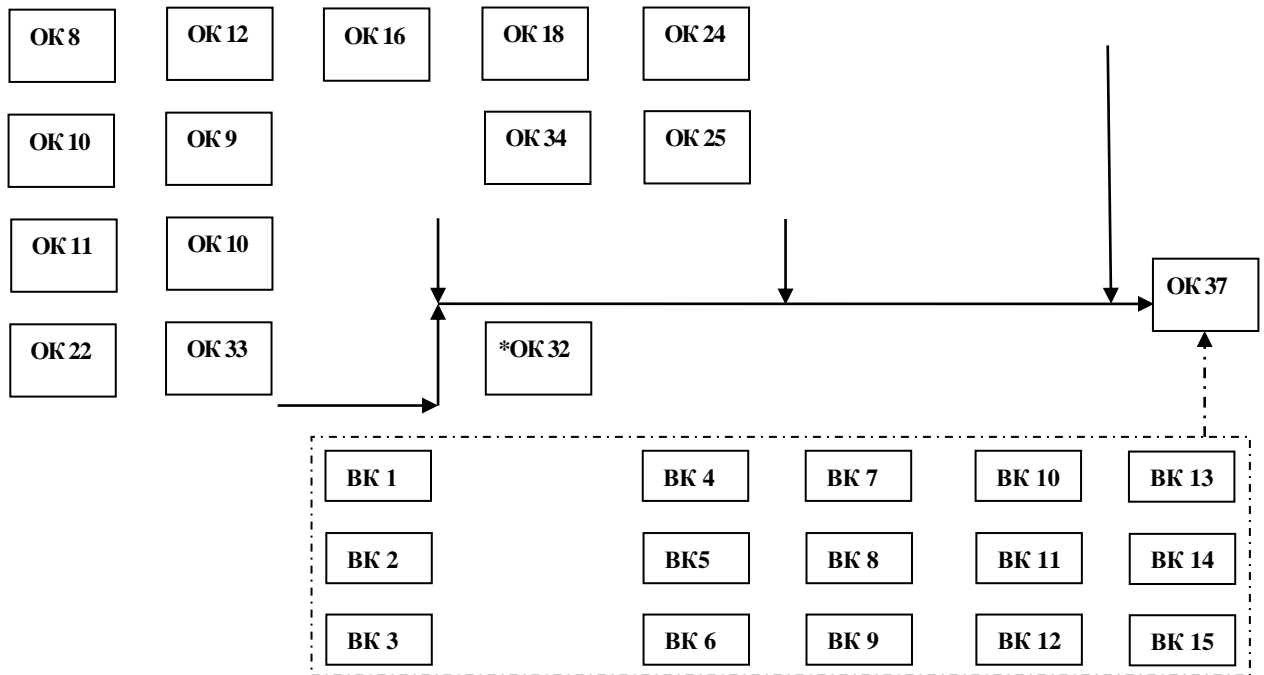 ОК 8
ОК 12
ОК 16
ОК 18
ОК 24
ОК 10
ОК 9
ОК 34
ОК 25
ОК 11
ОК 10
ОК 37
ОК 22
ОК 33
*ОК 32
ВК 1
ВК 4
ВК 7
ВК 10
ВК 13
ВК 2
ВК5
ВК 8
ВК 11
ВК 14
ВК 3
ВК 6
ВК 9
ВК 12
ВК 15